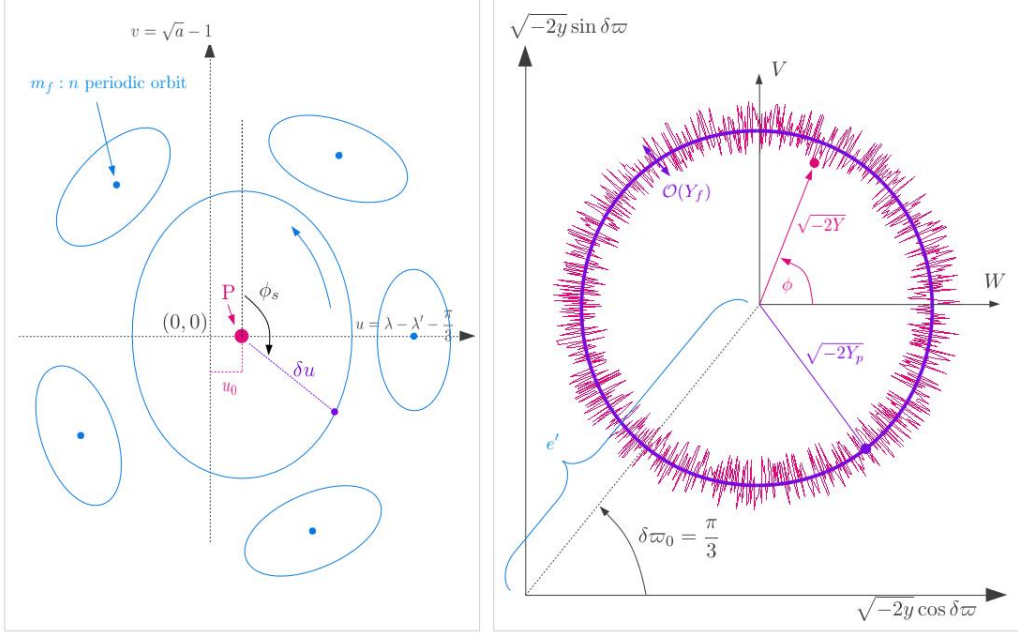 v = √a − 1
m_f : n periodic orbit
P
ϕ_s
(0, 0)
u = λ − λ′ − π/3
u_0
δu
√−2y sin δϖ
V
𝒪(Y_f)
√−2Y
ϕ
W
√−2Y_p
e′
δϖ_0 = π/3
√−2y cos δϖ